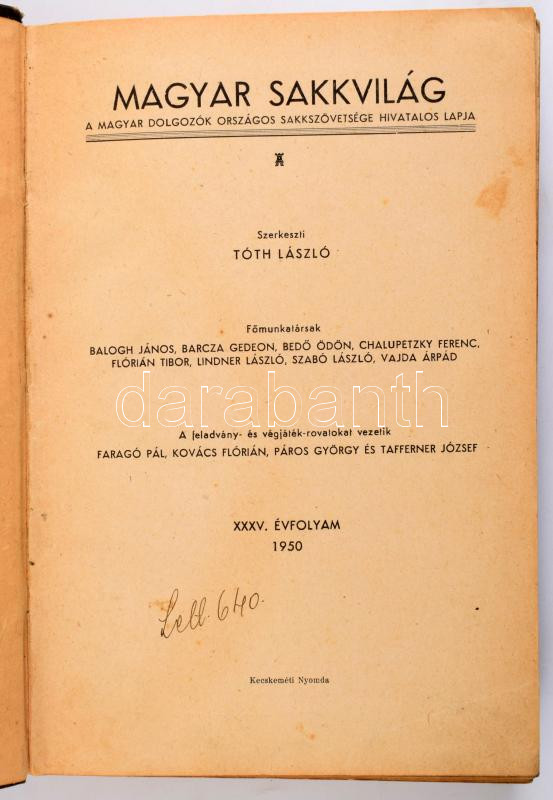 MAGYAR SAKKVILÁG
A MAGYAR DOLGOZÓK ORSZÁGOS SAKKSZÖVETSÉGE HIVATALOS LAPJA
Szerkeszti
TÓTH LÁSZLÓ
Főmunkatársak
BALOGH JÁNOS, BARCZA GEDEON, BEDŐ ÖDÖN, CHALUPETZKY FERENC,
FLÓRIÁN TIBOR, LINDNER LÁSZLÓ, SZABÓ LÁSZLÓ, VAJDA ÁRPÁD
darabanth
A feladvány- és végjáték-rovatokat vezetik
FARAGÓ PÁL, KOVÁCS FLÓRIÁN, PÁROS GYÖRGY ÉS TAFFERNER JÓZSEF
XXXV. ÉVFOLYAM
1950
Lell. 640.
Kecskeméti Nyomda